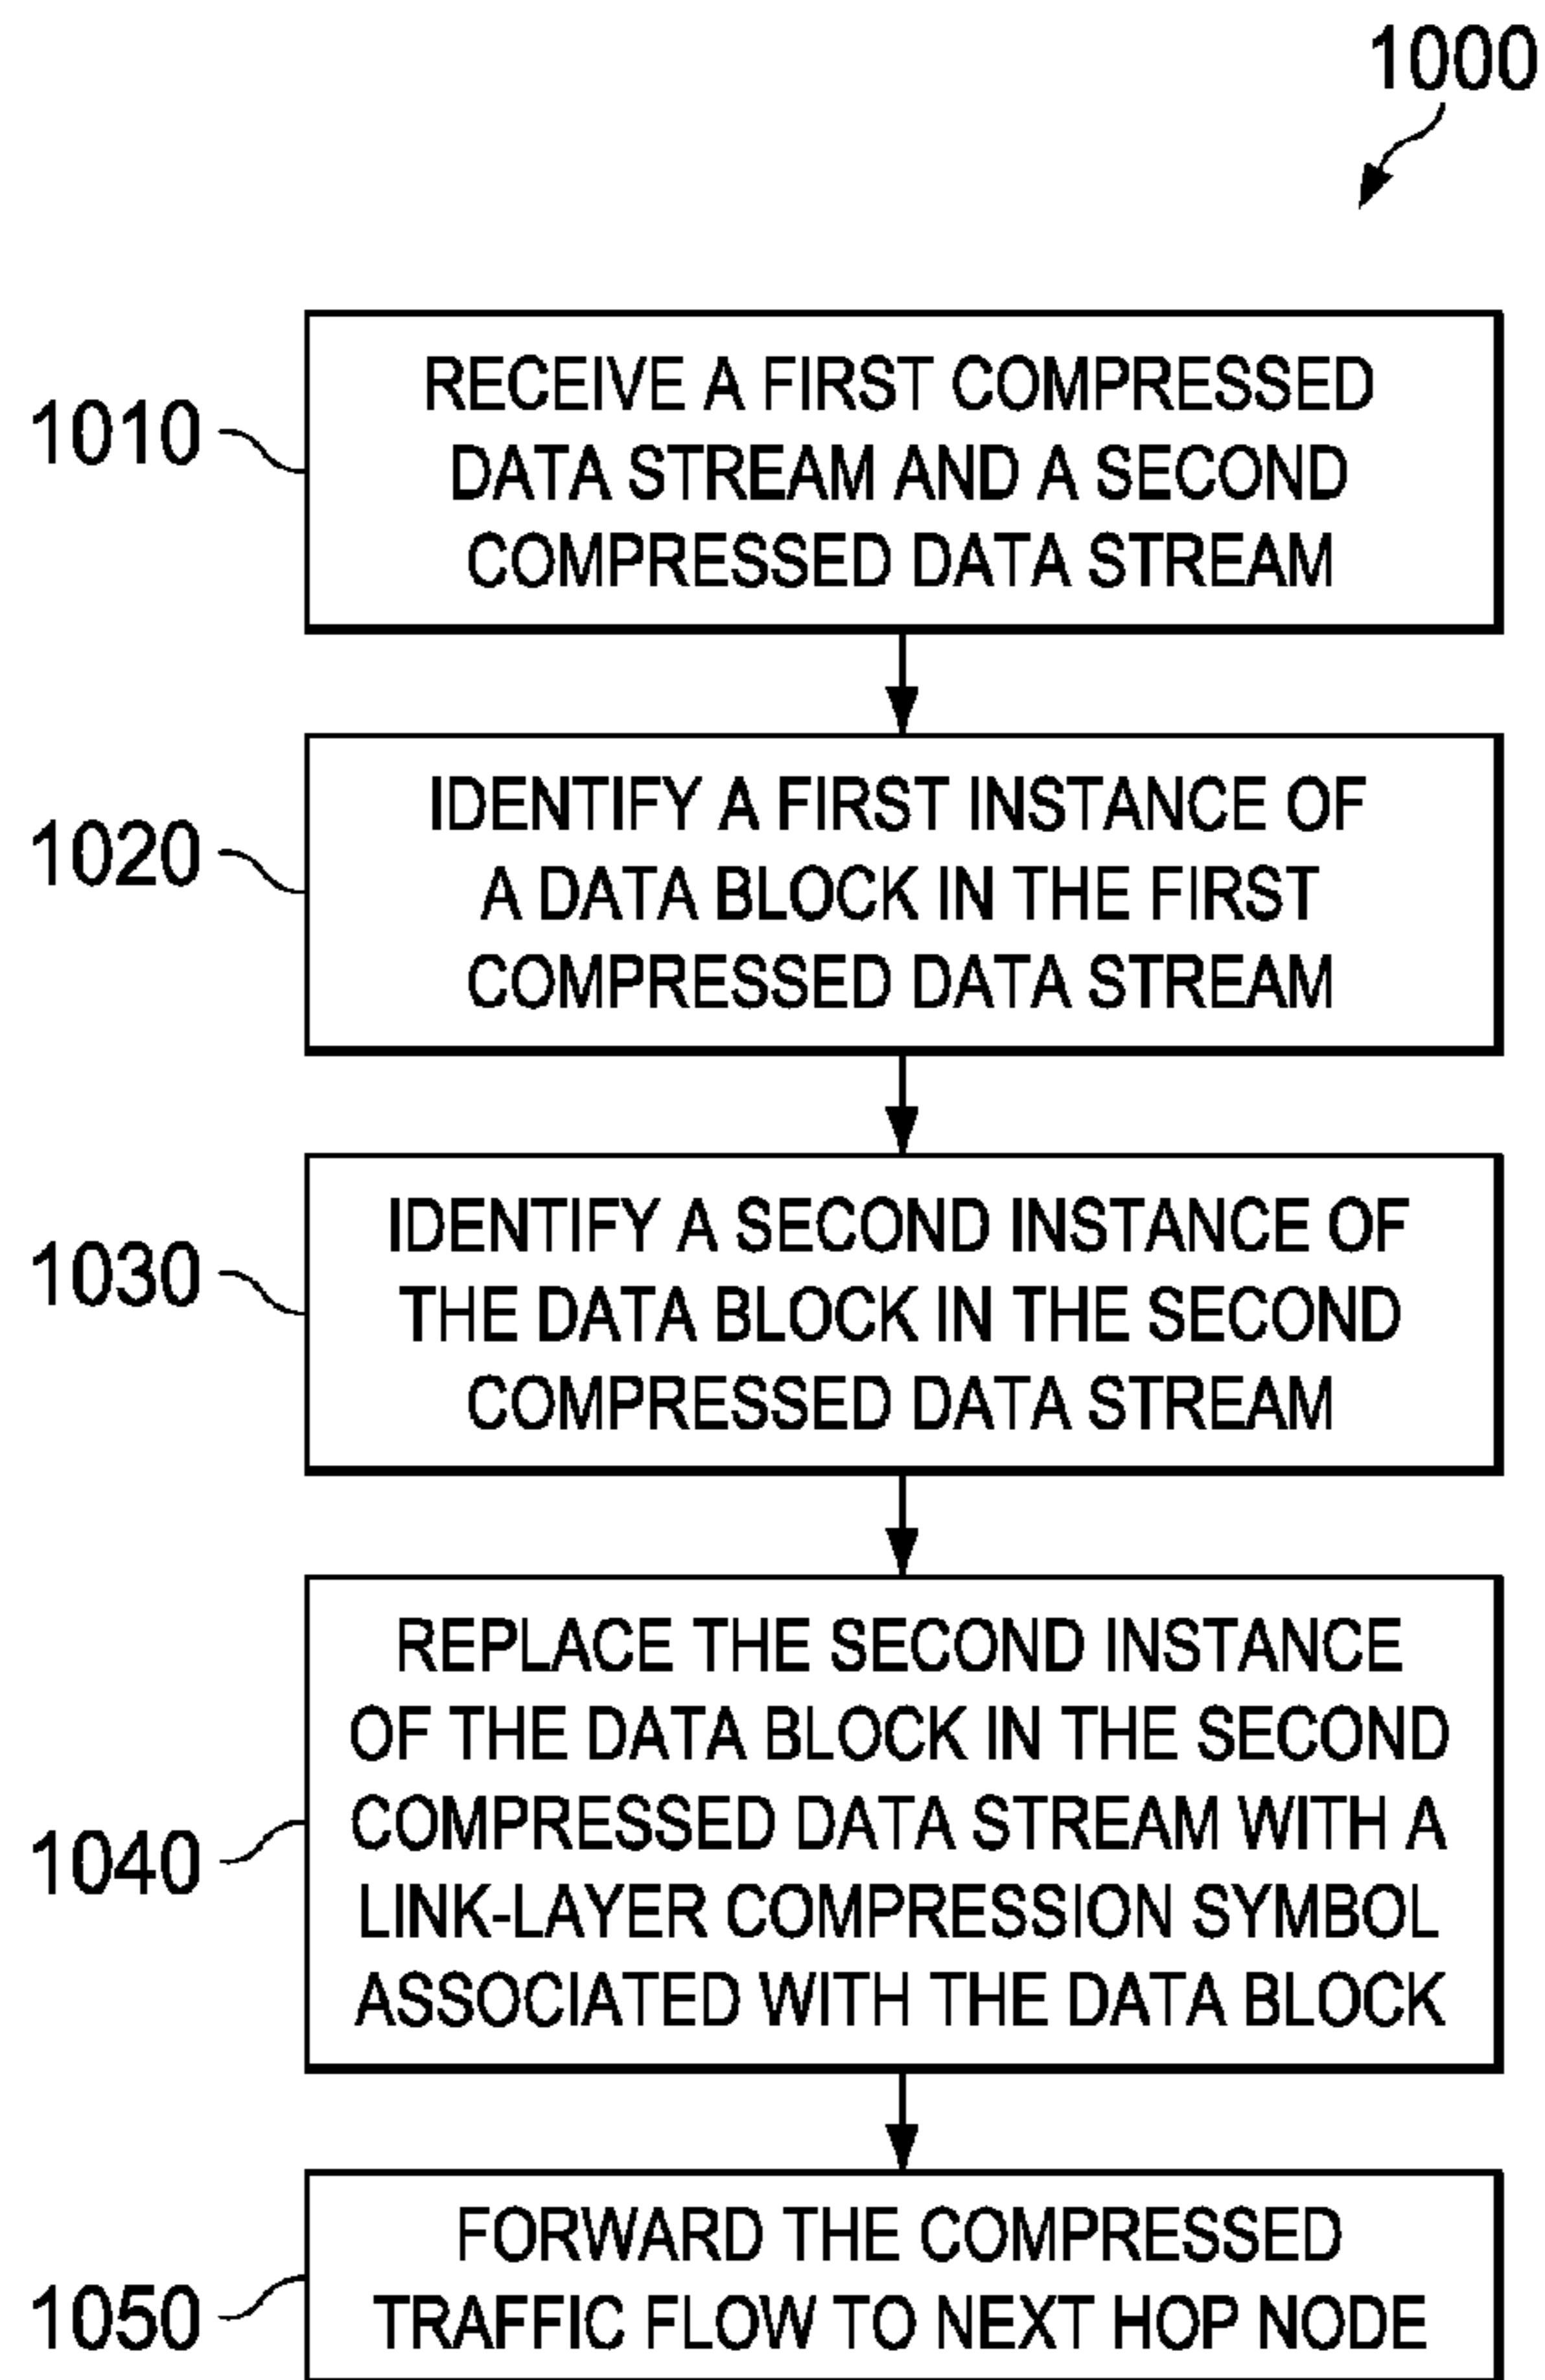 1000
1010
RECEIVE A FIRST COMPRESSED
DATA STREAM AND A SECOND
COMPRESSED DATA STREAM
1020
IDENTIFY A FIRST INSTANCE OF
A DATA BLOCK IN THE FIRST
COMPRESSED DATA STREAM
1030
IDENTIFY A SECOND INSTANCE OF
THE DATA BLOCK IN THE SECOND
COMPRESSED DATA STREAM
1040
REPLACE THE SECOND INSTANCE
OF THE DATA BLOCK IN THE SECOND
COMPRESSED DATA STREAM WITH A
LINK-LAYER COMPRESSION SYMBOL
ASSOCIATED WITH THE DATA BLOCK
1050
FORWARD THE COMPRESSED
TRAFFIC FLOW TO NEXT HOP NODE